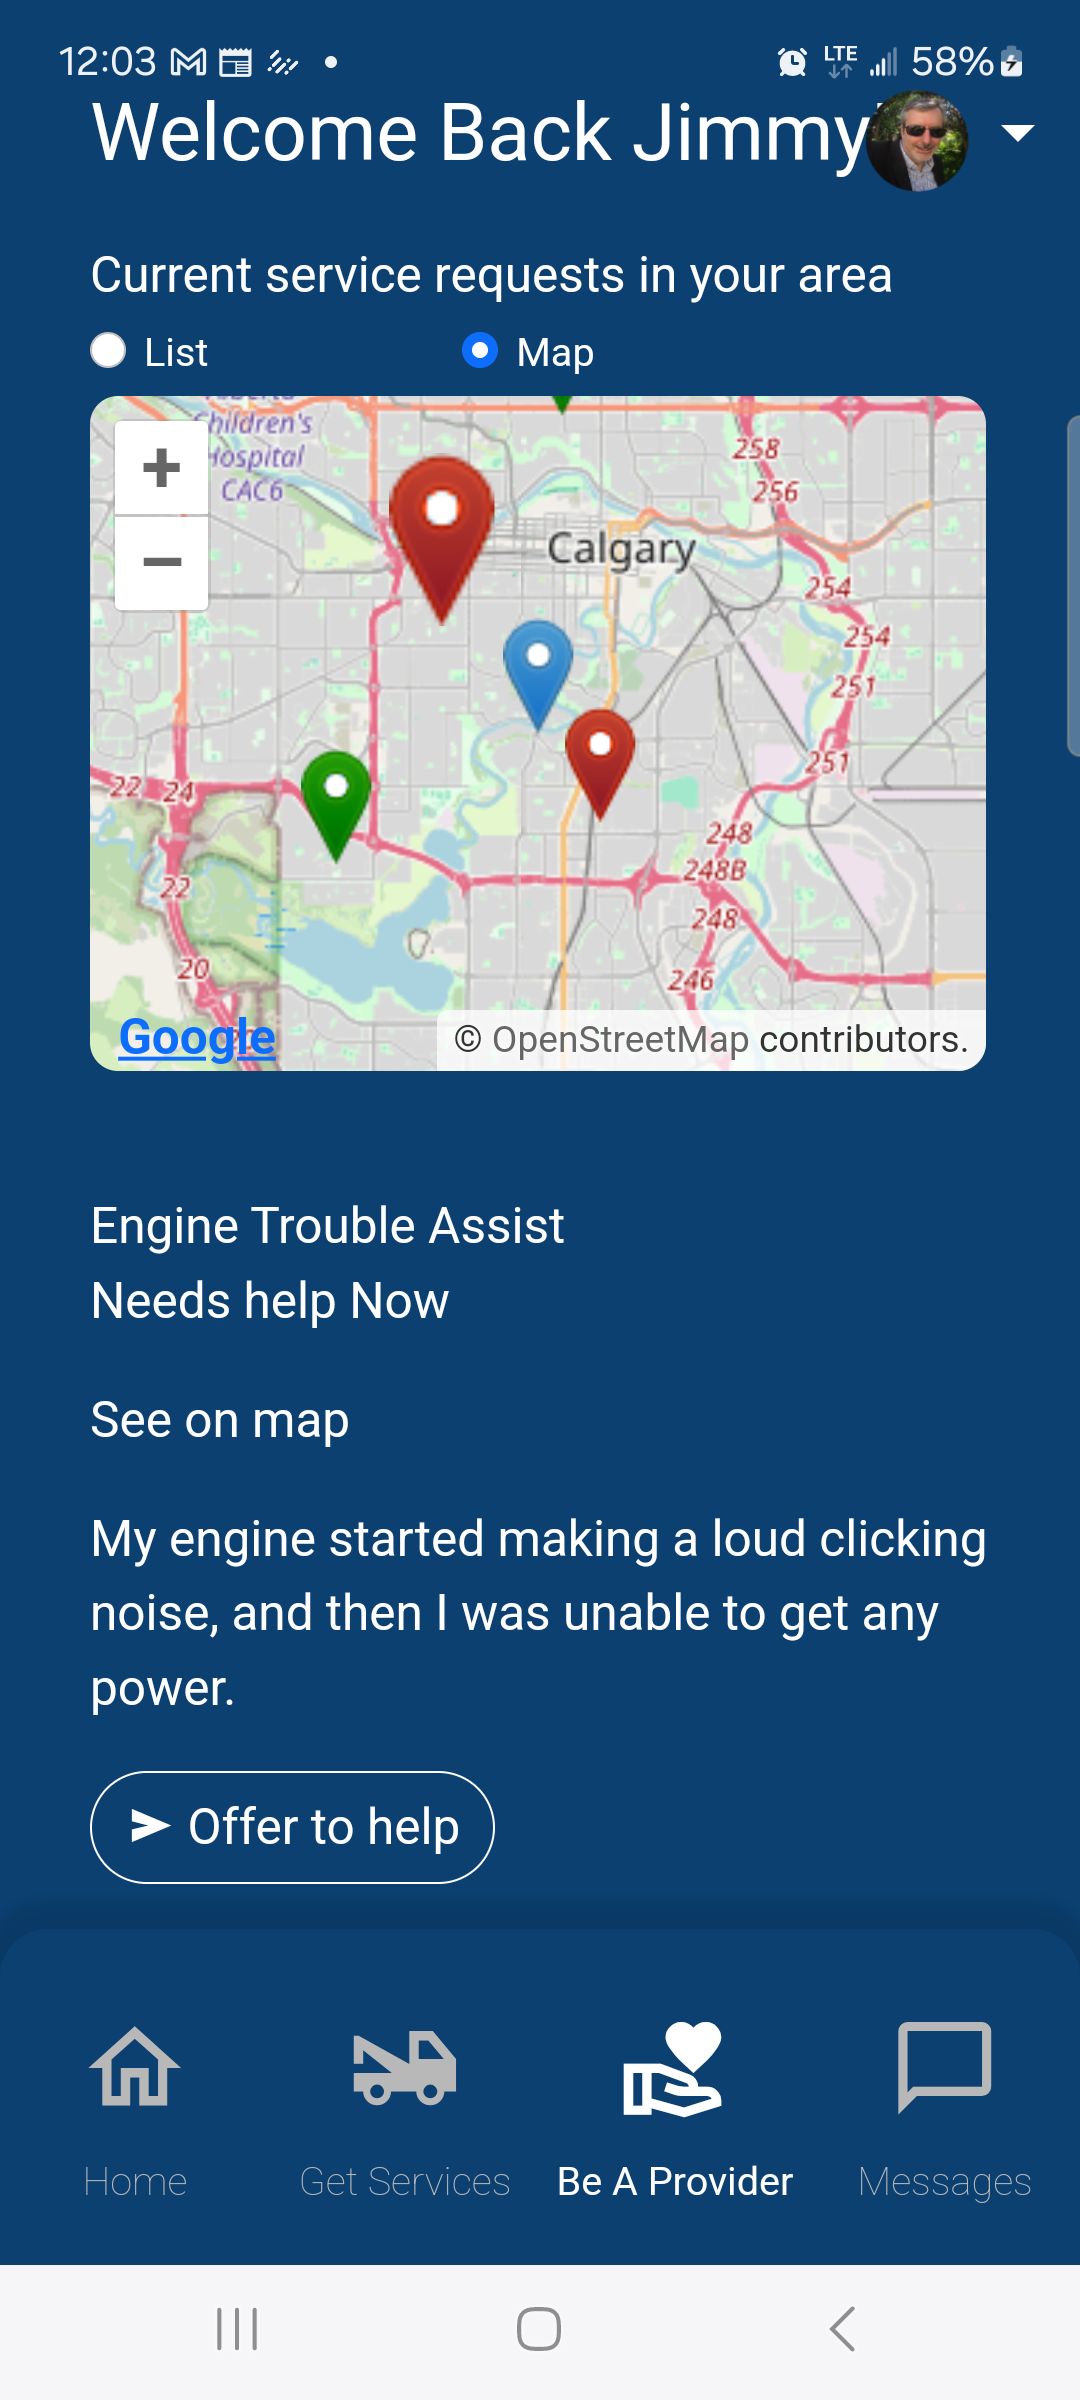 12:03
LTE
58%
Welcome Back Jimmy
Current service requests in your area
List
Map
Children's
Hospital
CAC6
+
−
Calgary
258
256
254
254
251
251
22
24
248
248B
22
248
20
246
Google
© OpenStreetMap contributors.
Engine Trouble Assist
Needs help Now
See on map
My engine started making a loud clicking
noise, and then I was unable to get any
power.
Offer to help
Home
Get Services
Be A Provider
Messages